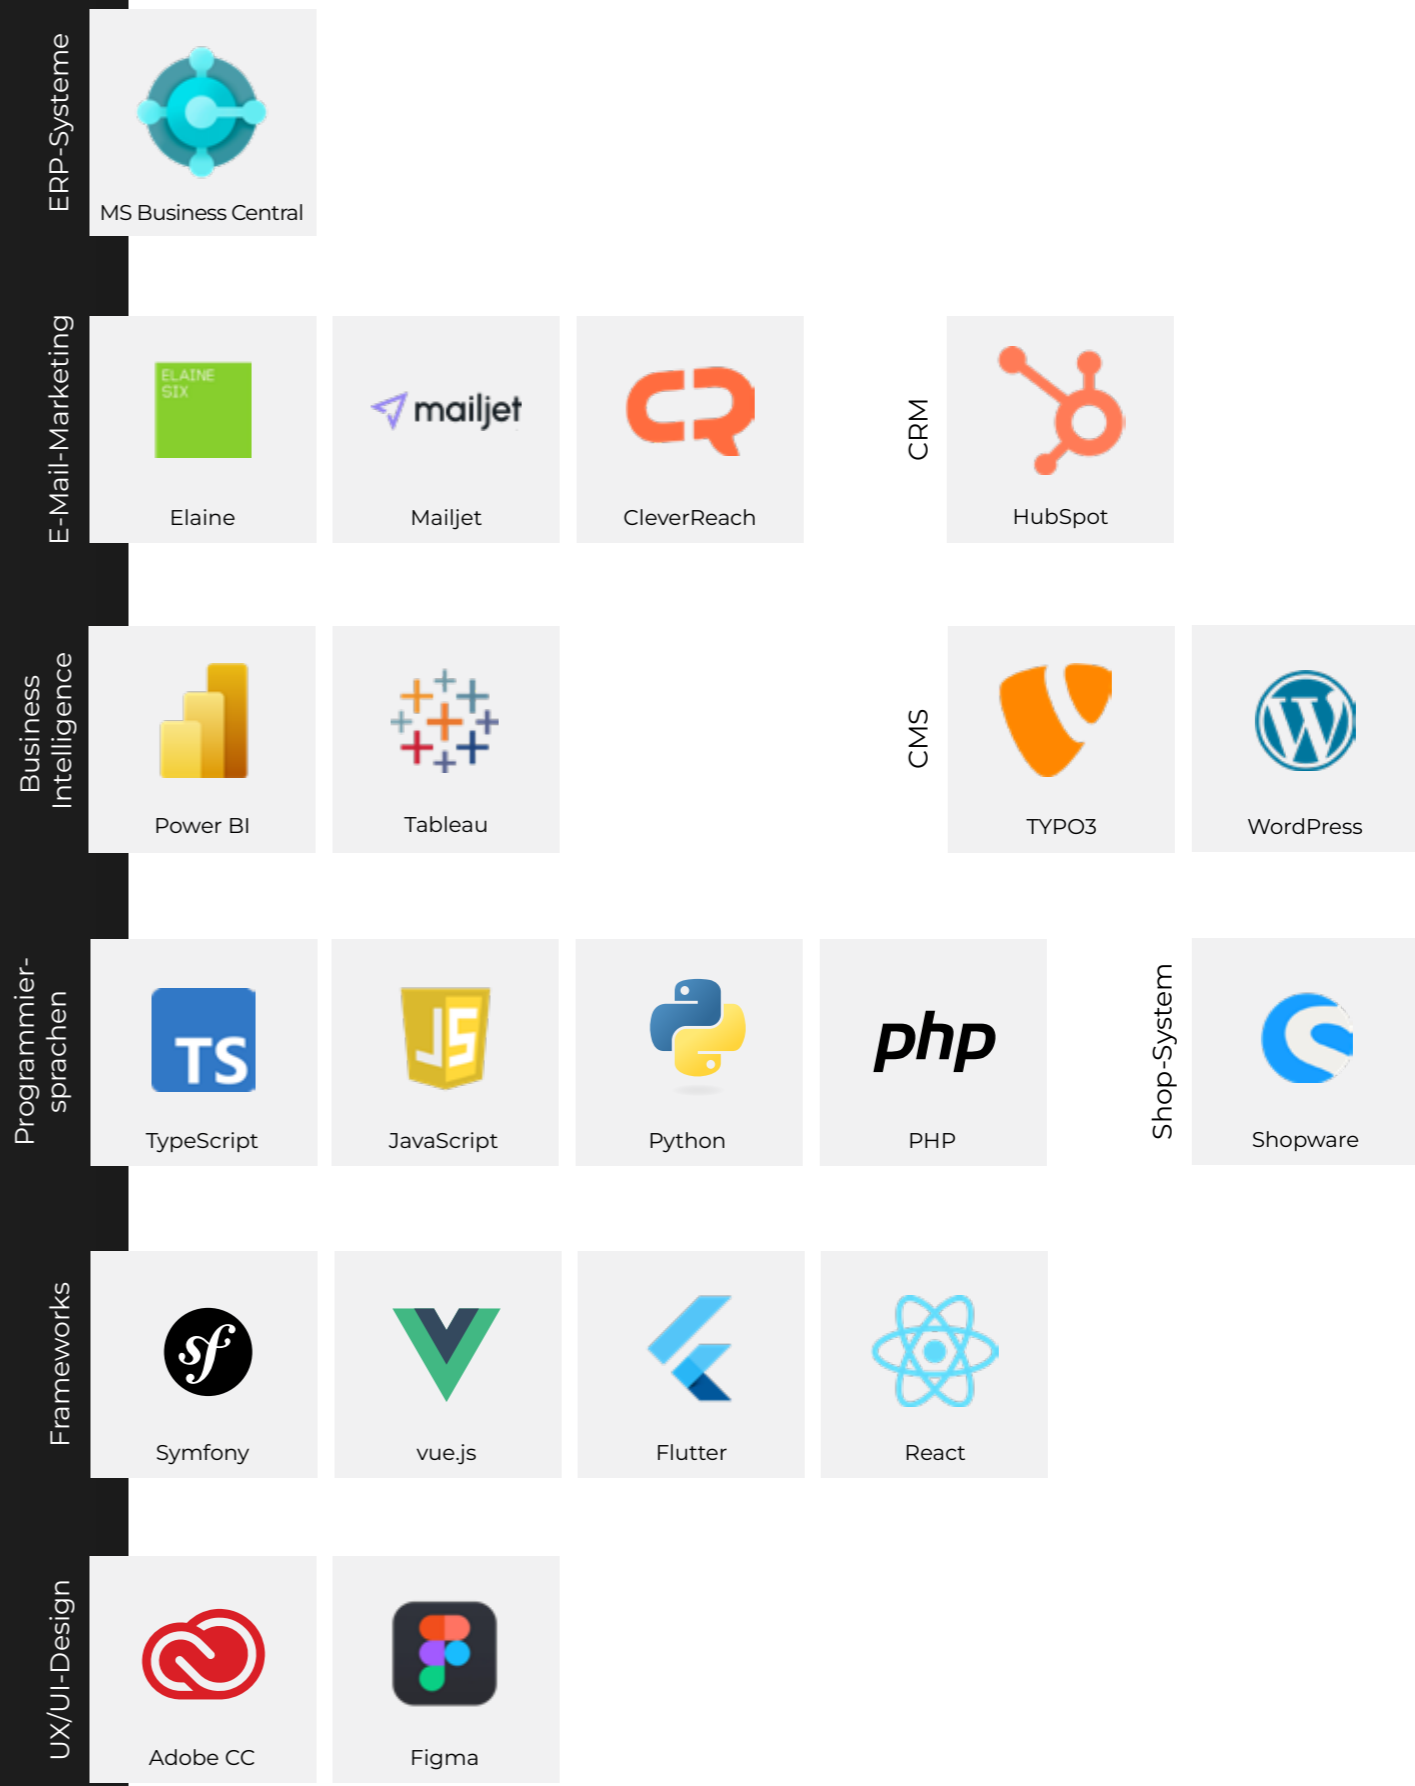 ERP-Systeme
MS Business Central
E-Mail-Marketing
ELAINE
SIX
Elaine
mailjet
Mailjet
CR
CleverReach
CRM
HubSpot
Business
Intelligence
Power BI
Tableau
CMS
TYPO3
W
WordPress
Programmier-
sprachen
TS
TypeScript
JS
JavaScript
Python
php
PHP
Shop-System
Shopware
Frameworks
sf
Symfony
vue.js
Flutter
React
UX/UI-Design
Adobe CC
Figma